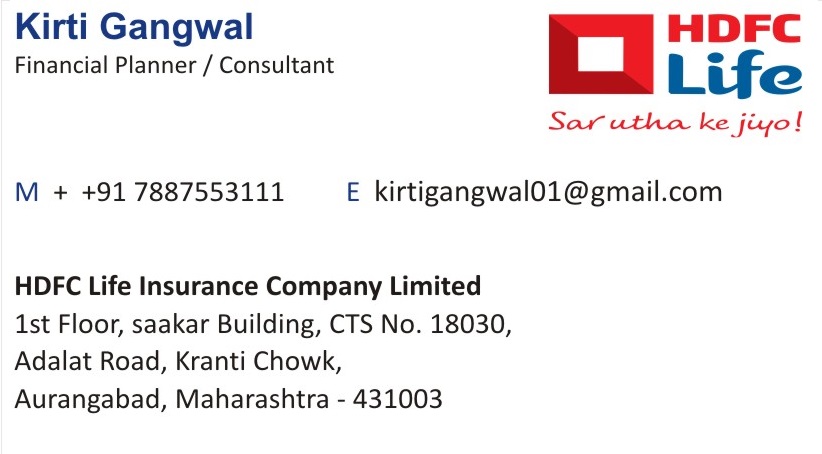 Kirti Gangwal
Financial Planner / Consultant
HDFC
Life
Sar utha ke jiyo!
M + +91 7887553111 E kirtigangwal01@gmail.com
HDFC Life Insurance Company Limited
1st Floor, saakar Building, CTS No. 18030,
Adalat Road, Kranti Chowk,
Aurangabad, Maharashtra - 431003